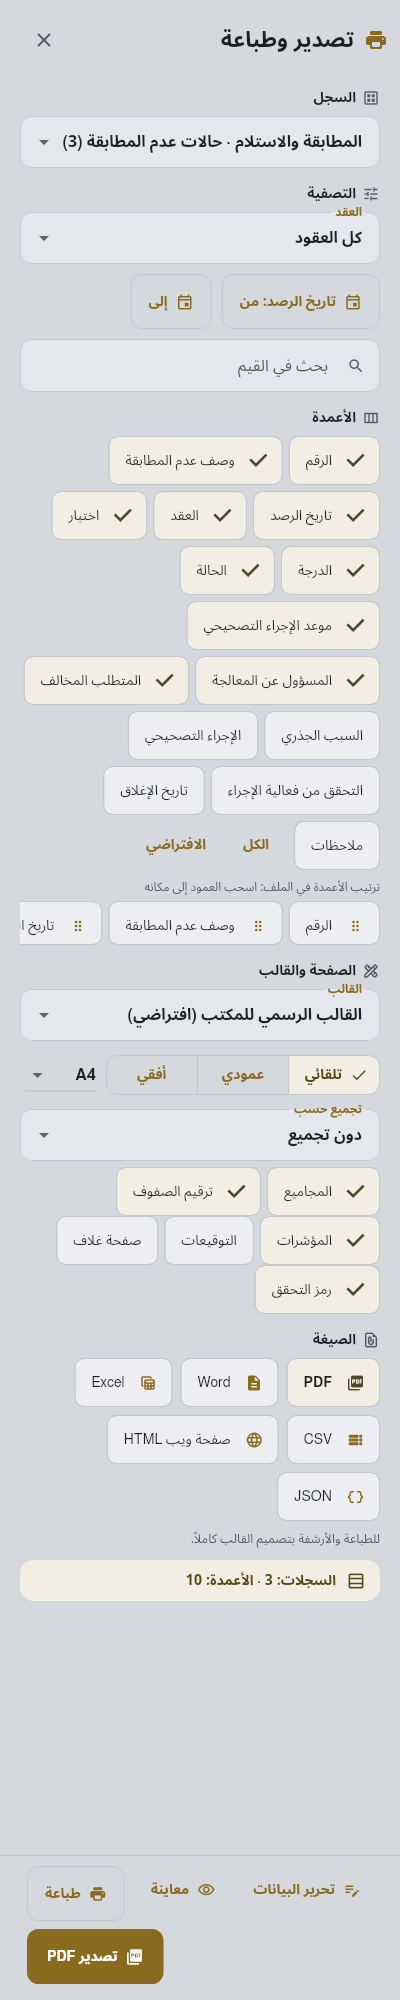 تصدير وطباعة
السجل
المطابقة والاستلام · حالات عدم المطابقة (3)
التصفية
العقد
كل العقود
تاريخ الرصد: من
إلى
بحث في القيم
الأعمدة
الرقم
وصف عدم المطابقة
تاريخ الرصد
العقد
اختبار
الدرجة
الحالة
موعد الإجراء التصحيحي
المسؤول عن المعالجة
المتطلب المخالف
السبب الجذري
الإجراء التصحيحي
التحقق من فعالية الإجراء
تاريخ الإغلاق
ملاحظات
الكل
الافتراضي
ترتيب الأعمدة في الملف: اسحب العمود إلى مكانه
الرقم
وصف عدم المطابقة
تاريخ ا
الصفحة والقالب
القالب
القالب الرسمي للمكتب (افتراضي)
تلقائي
عمودي
أفقي
A4
تجميع حسب
دون تجميع
المجاميع
ترقيم الصفوف
المؤشرات
التوقيعات
صفحة غلاف
رمز التحقق
الصيغة
PDF
Word
Excel
CSV
صفحة ويب HTML
JSON
للطباعة والأرشفة بتصميم القالب كاملاً.
السجلات: 3 · الأعمدة: 10
تحرير البيانات
معاينة
طباعة
تصدير PDF